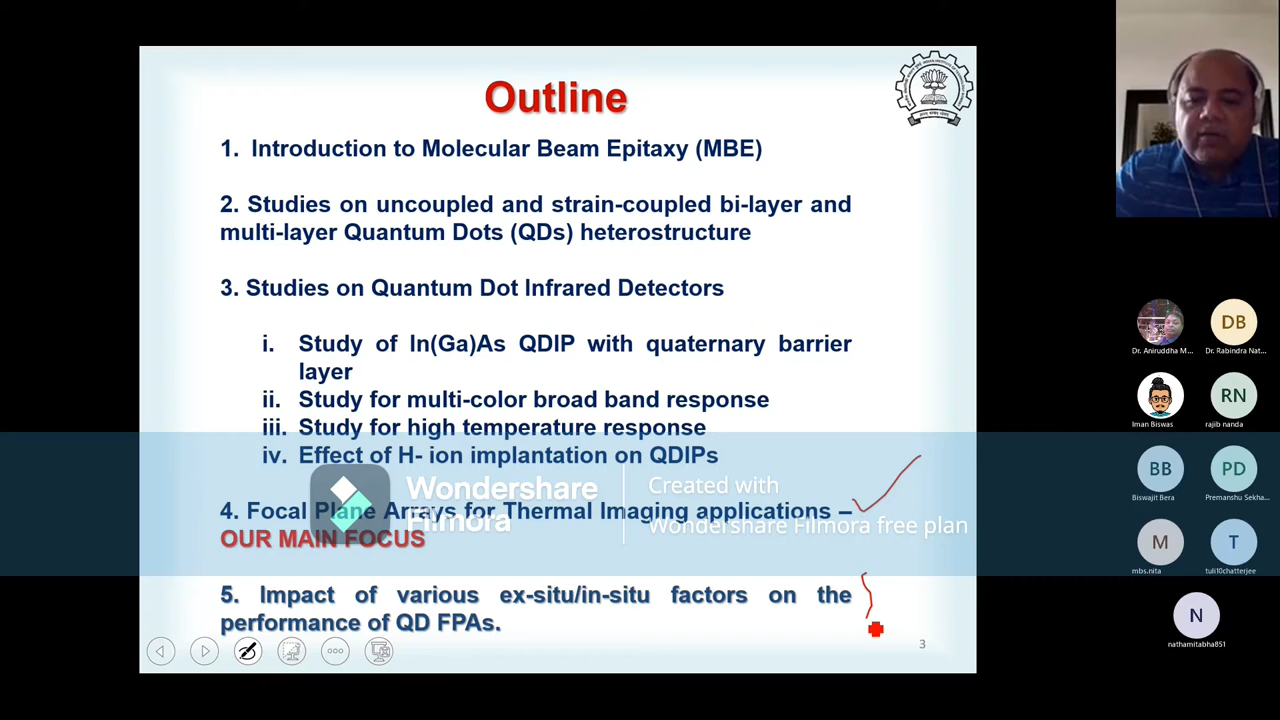 Outline
1. Introduction to Molecular Beam Epitaxy (MBE)
2. Studies on uncoupled and strain-coupled bi-layer and
multi-layer Quantum Dots (QDs) heterostructure
3. Studies on Quantum Dot Infrared Detectors
i. Study of In(Ga)As QDIP with quaternary barrier
layer
ii. Study for multi-color broad band response
iii. Study for high temperature response
iv. Effect of H- ion implantation on QDIPs
4. Focal Plane Arrays for Thermal Imaging applications –
OUR MAIN FOCUS
5. Impact of various ex-situ/in-situ factors on the
performance of QD FPAs.
3
Wondershare
Filmora
Created with
Wondershare Filmora free plan
Dr. Aniruddha M...
DB
Dr. Rabindra Nat...
Iman Biswas
RN
rajib nanda
BB
Biswajit Bera
PD
Premanshu Sekha...
M
mbs.nita
T
tuli10chatterjee
N
nathamitabha851